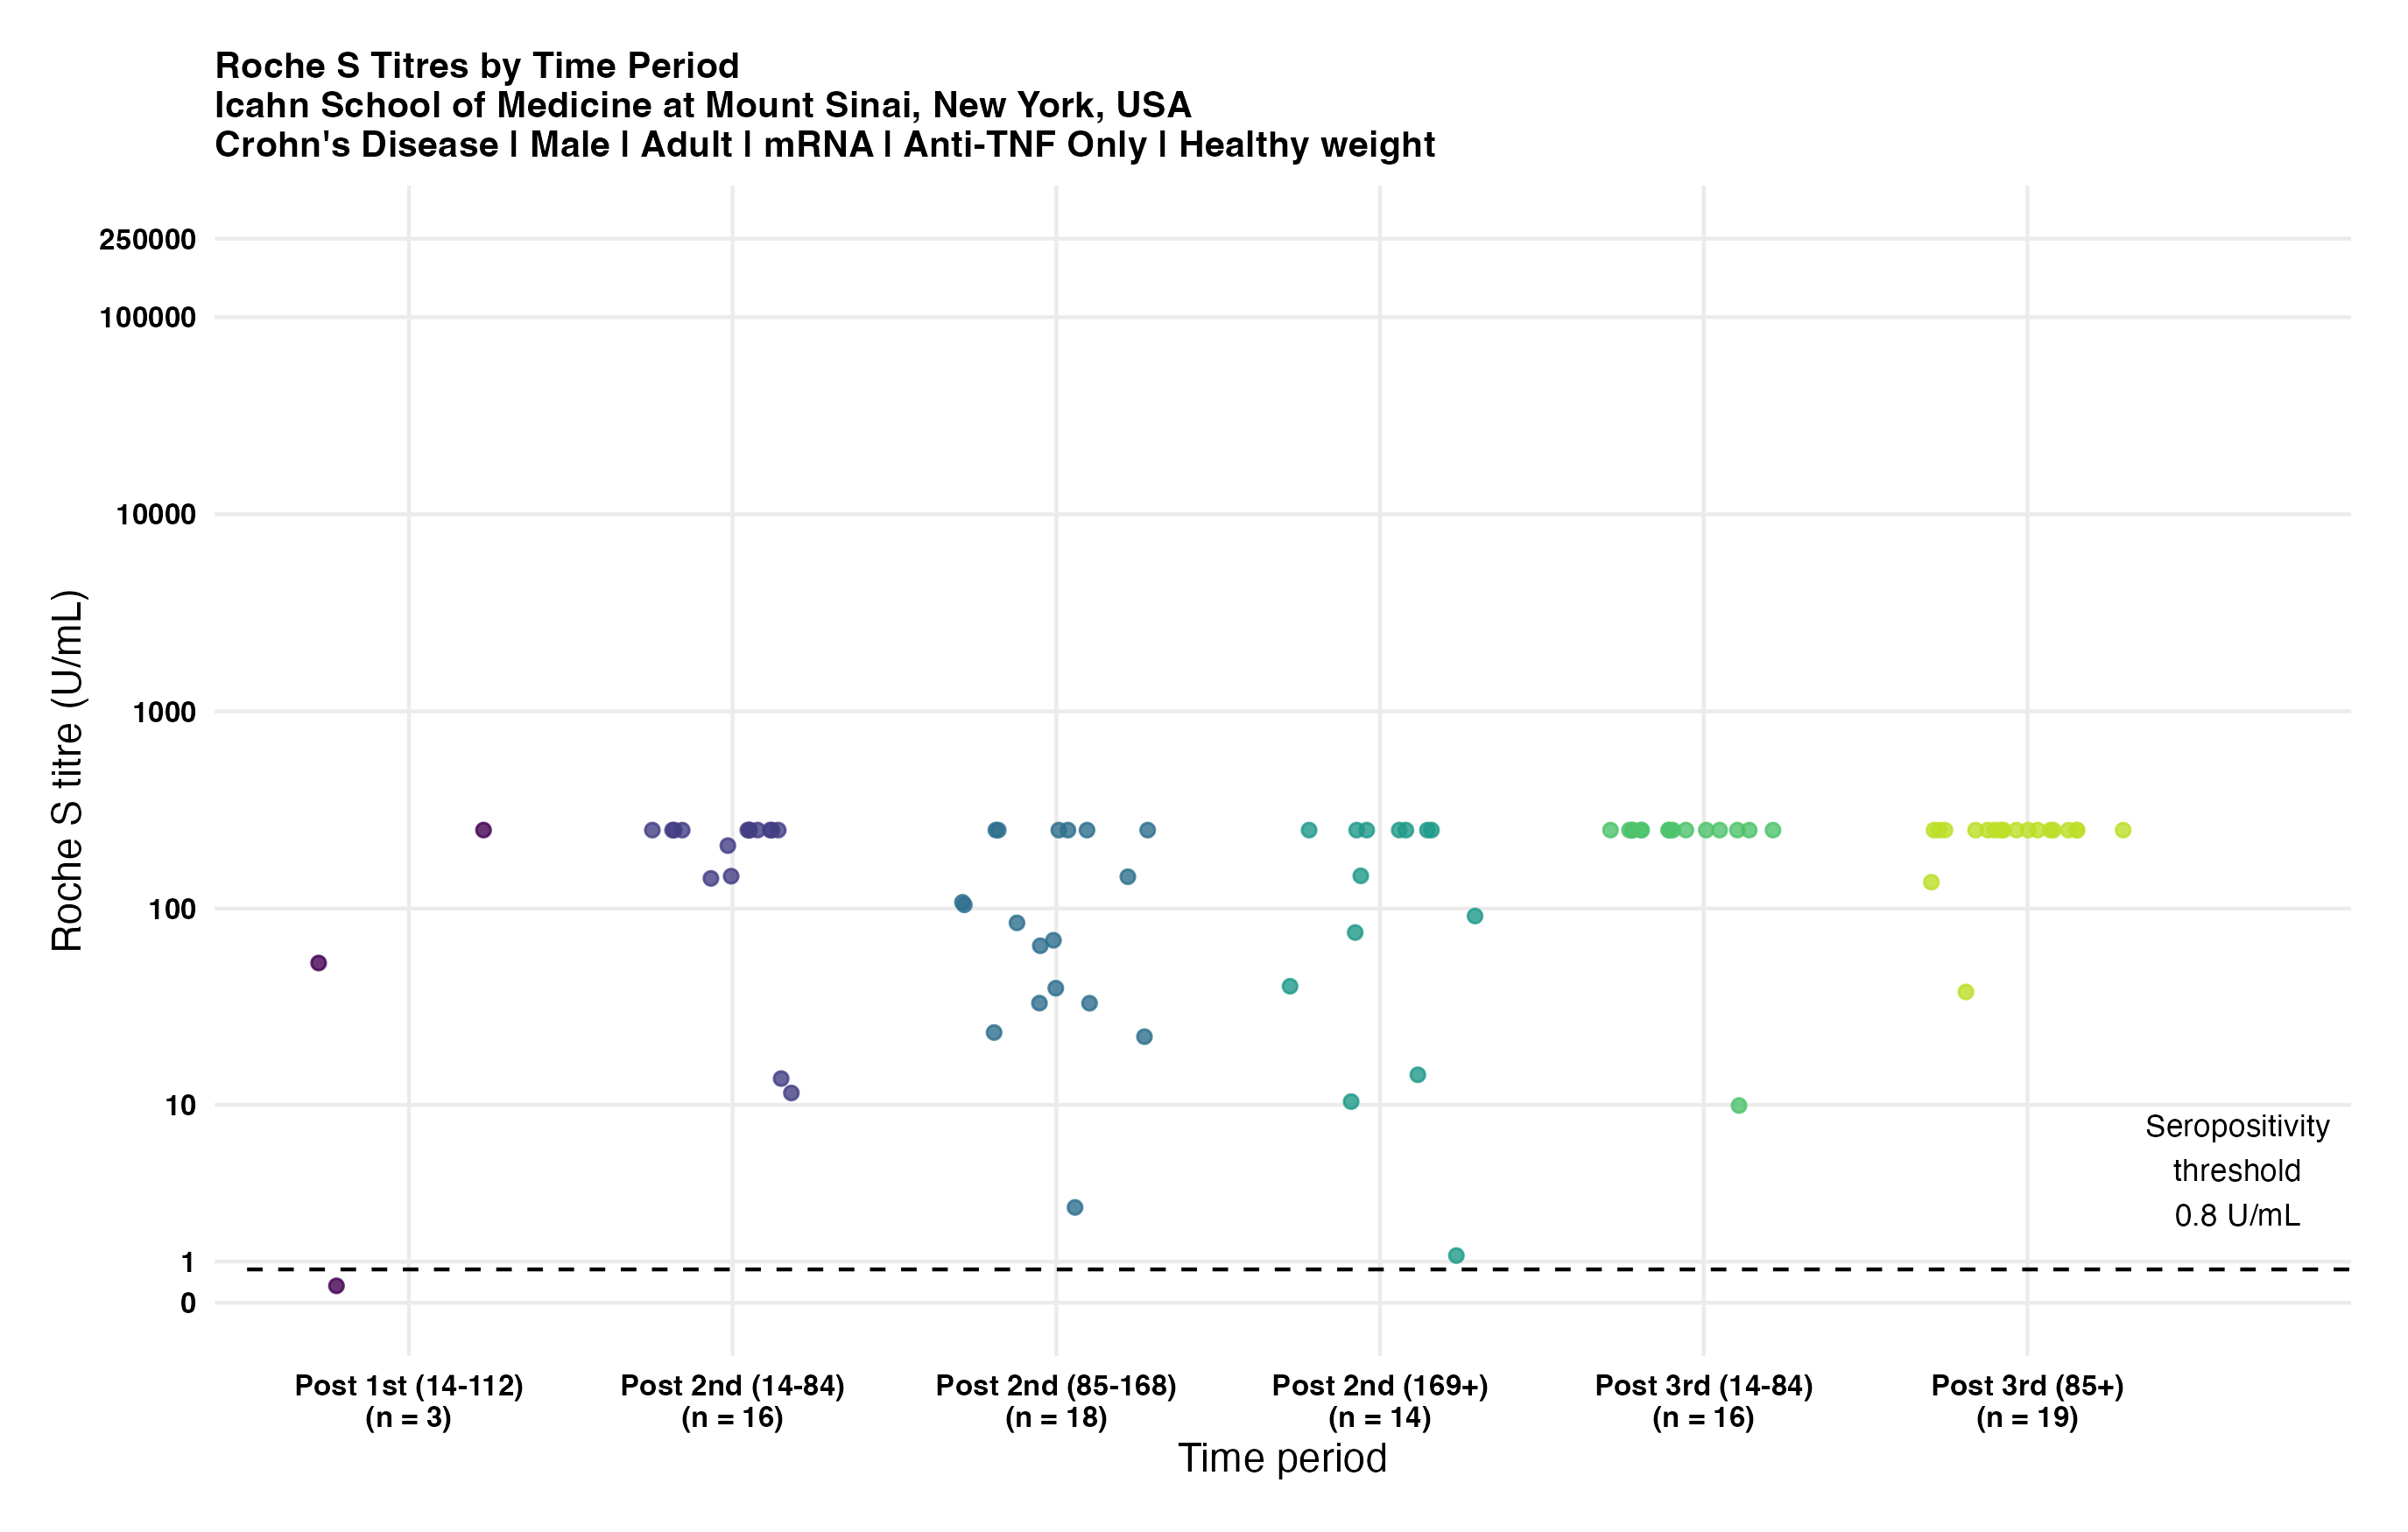 Roche S Titres by Time Period
Icahn School of Medicine at Mount Sinai, New York, USA
Crohn's Disease | Male | Adult | mRNA | Anti-TNF Only | Healthy weight
Roche S titre (U/mL)
250000
100000
10000
1000
100
10
1
0
Seropositivity
threshold
0.8 U/mL
Post 1st (14-112)
(n = 3)
Post 2nd (14-84)
(n = 16)
Post 2nd (85-168)
(n = 18)
Post 2nd (169+)
(n = 14)
Post 3rd (14-84)
(n = 16)
Post 3rd (85+)
(n = 19)
Time period